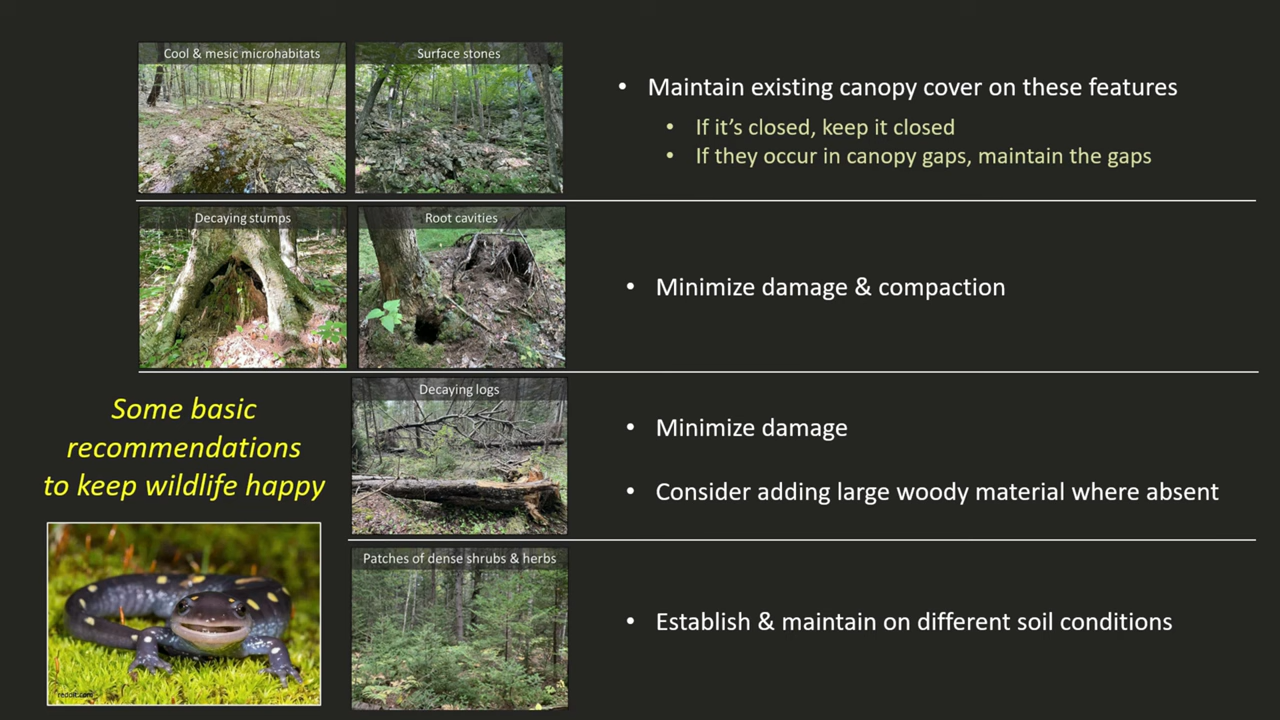 Cool & mesic microhabitats
Surface stones
• Maintain existing canopy cover on these features
• If it’s closed, keep it closed
• If they occur in canopy gaps, maintain the gaps
Decaying stumps
Root cavities
• Minimize damage & compaction
Some basic
recommendations
to keep wildlife happy
Decaying logs
• Minimize damage
• Consider adding large woody material where absent
Patches of dense shrubs & herbs
• Establish & maintain on different soil conditions
reddit.com